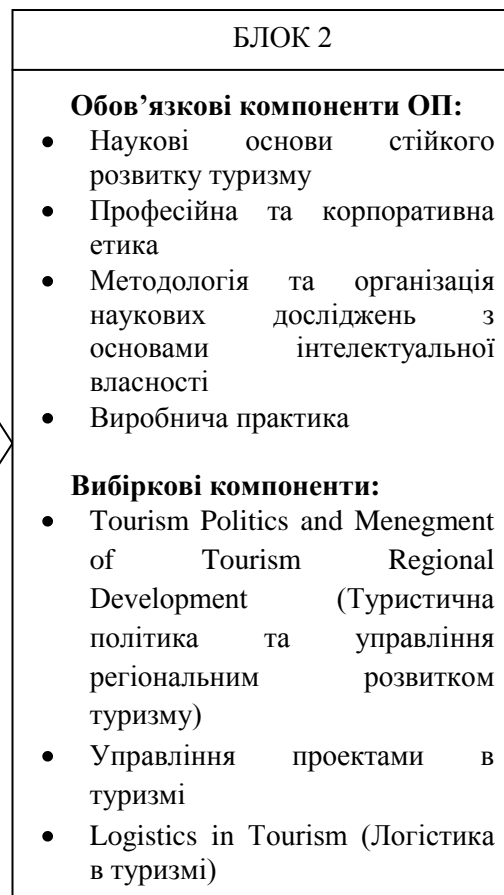 БЛОК 2
Обов’язкові компоненти ОП:
• Наукові основи стійкого
розвитку туризму
• Професійна та корпоративна
етика
• Методологія та організація
наукових досліджень з
основами інтелектуальної
власності
• Виробнича практика
Вибіркові компоненти:
• Tourism Politics and Menegment
of Tourism Regional
Development (Туристична
політика та управління
регіональним розвитком
туризму)
• Управління проектами в
туризмі
• Logistics in Tourism (Логістика
в туризмі)